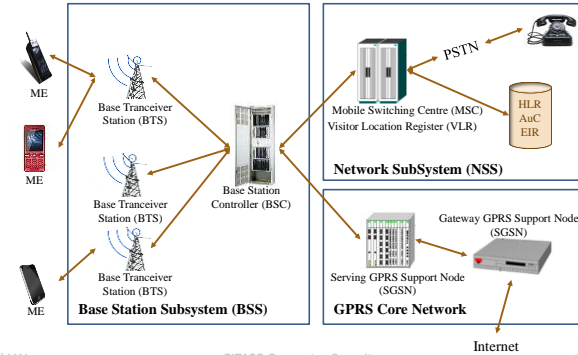 ME
ME
ME
Base Tranceiver
Station (BTS)
Base Tranceiver
Station (BTS)
Base Tranceiver
Station (BTS)
Base Station
Controller (BSC)
Base Station Subsystem (BSS)
PSTN
Mobile Switching Centre (MSC)
Visitor Location Register (VLR)
HLR
AuC
EIR
Network SubSystem (NSS)
Gateway GPRS Support Node
(SGSN)
Serving GPRS Support Node
(SGSN)
GPRS Core Network
Internet